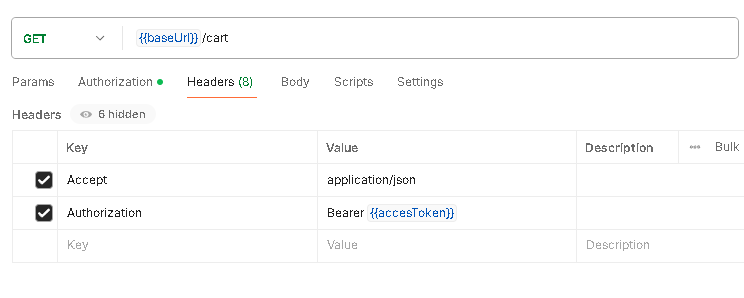 GET {{baseUrl}} /cart
Params Authorization Headers (8) Body Scripts Settings
Headers 6 hidden
Key Value Description ••• Bulk
Accept application/json
Authorization Bearer {{accesToken}}
Key Value Description